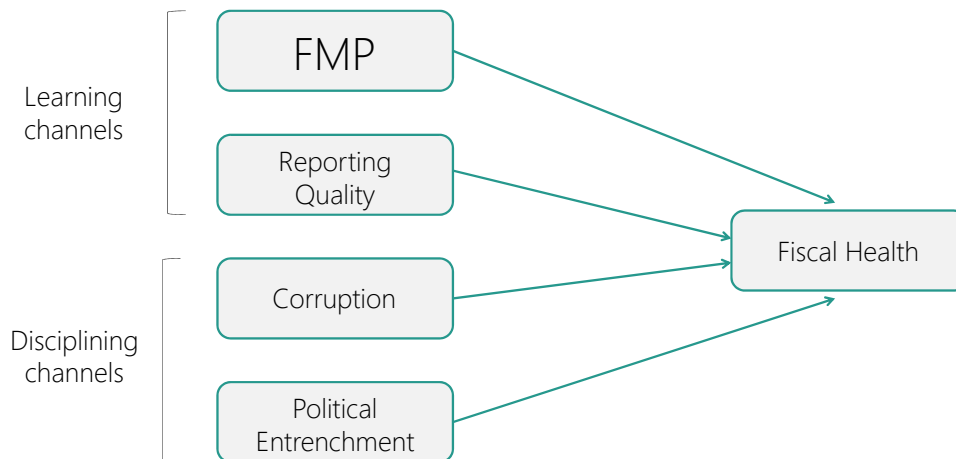 FMP
Learning
channels
Reporting
Quality
Fiscal Health
Corruption
Disciplining
channels
Political
Entrenchment